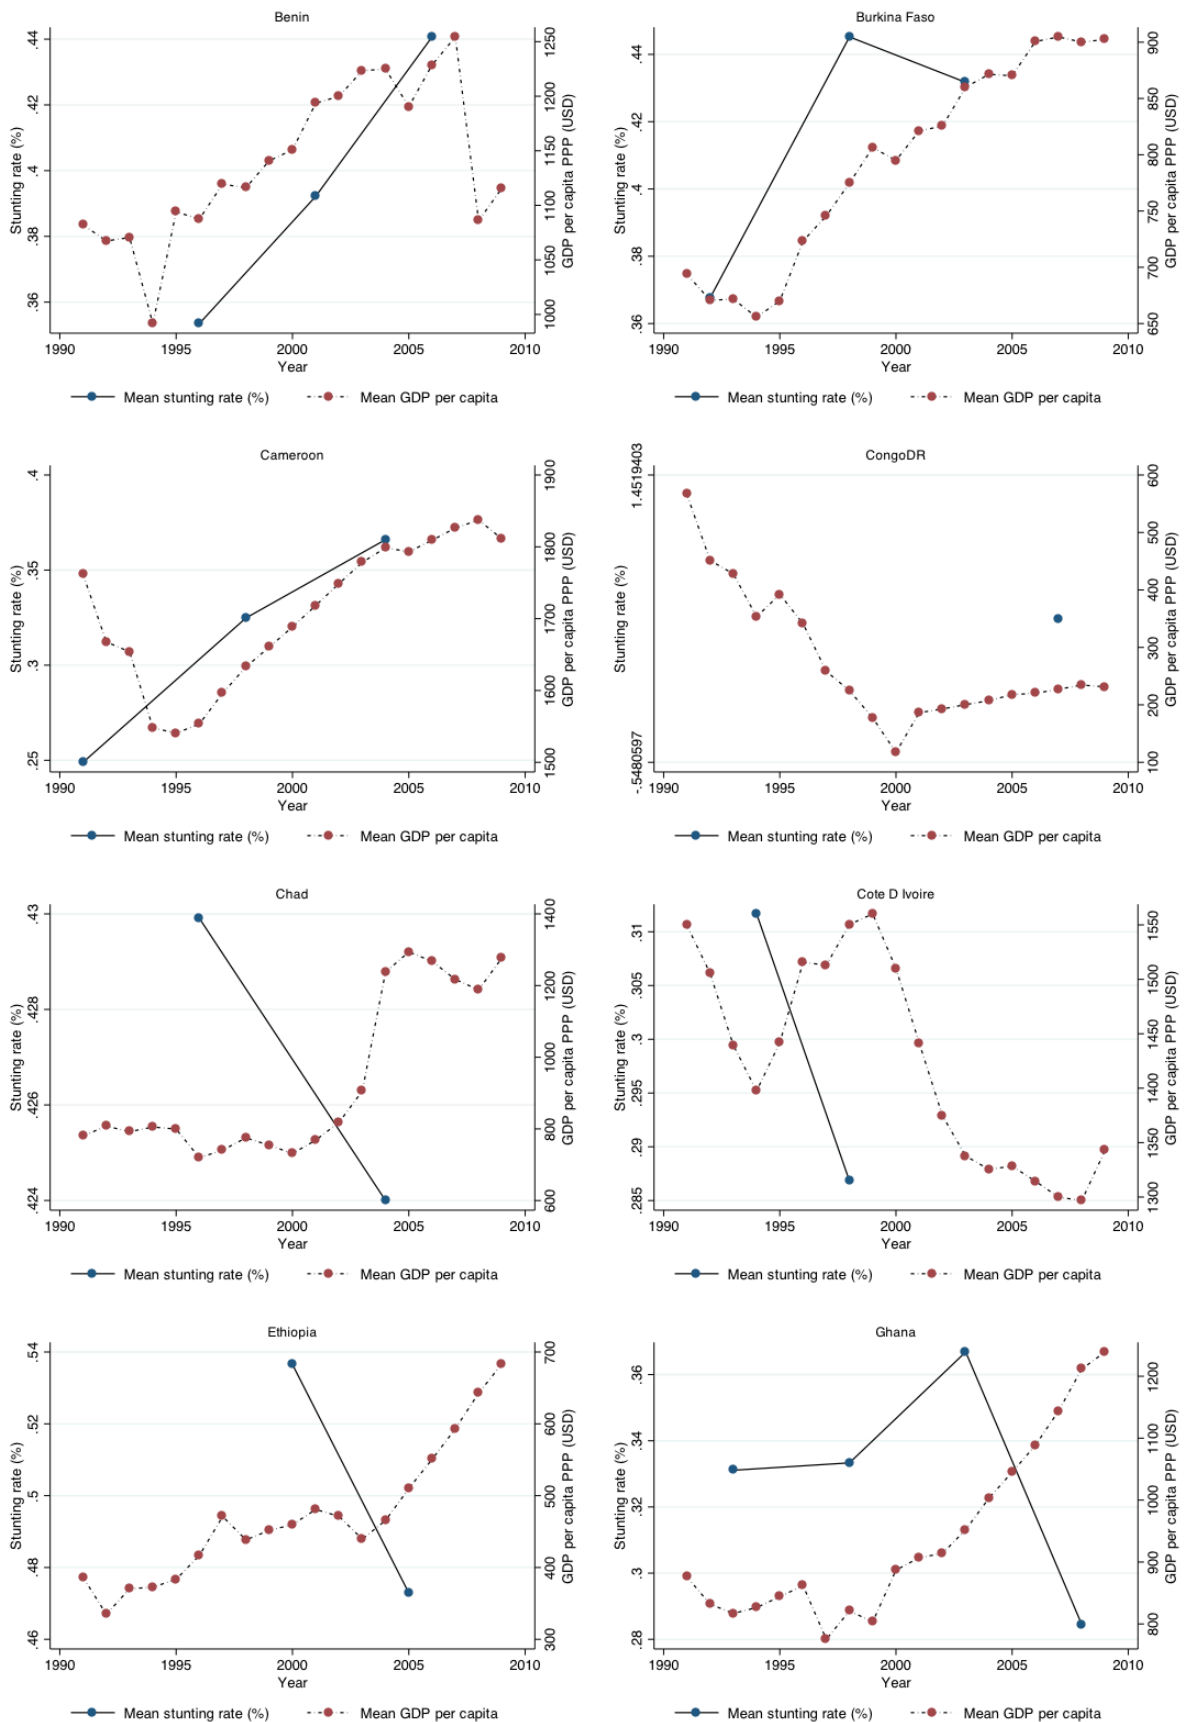 Benin
Stunting rate (%)
.36 .38 .4 .42 .44
GDP per capita PPP (USD)
1000 1050 1100 1150 1200 1250
1990 1995 2000 2005 2010
Year
Mean stunting rate (%) Mean GDP per capita
Burkina Faso
Stunting rate (%)
.36 .38 .4 .42 .44
GDP per capita PPP (USD)
650 700 750 800 850 900
1990 1995 2000 2005 2010
Year
Mean stunting rate (%) Mean GDP per capita
Cameroon
Stunting rate (%)
.25 .3 .35 .4
GDP per capita PPP (USD)
1500 1600 1700 1800 1900
1990 1995 2000 2005 2010
Year
Mean stunting rate (%) Mean GDP per capita
CongoDR
Stunting rate (%)
-.5480597 1.4519403
GDP per capita PPP (USD)
100 200 300 400 500 600
1990 1995 2000 2005 2010
Year
Mean stunting rate (%) Mean GDP per capita
Chad
Stunting rate (%)
.424 .426 .428 .43
GDP per capita PPP (USD)
600 800 1000 1200 1400
1990 1995 2000 2005 2010
Year
Mean stunting rate (%) Mean GDP per capita
Cote D Ivoire
Stunting rate (%)
.285 .29 .295 .3 .305 .31
GDP per capita PPP (USD)
1300 1350 1400 1450 1500 1550
1990 1995 2000 2005 2010
Year
Mean stunting rate (%) Mean GDP per capita
Ethiopia
Stunting rate (%)
.46 .48 .5 .52 .54
GDP per capita PPP (USD)
300 400 500 600 700
1990 1995 2000 2005 2010
Year
Mean stunting rate (%) Mean GDP per capita
Ghana
Stunting rate (%)
.28 .3 .32 .34 .36
GDP per capita PPP (USD)
800 900 1000 1100 1200
1990 1995 2000 2005 2010
Year
Mean stunting rate (%) Mean GDP per capita